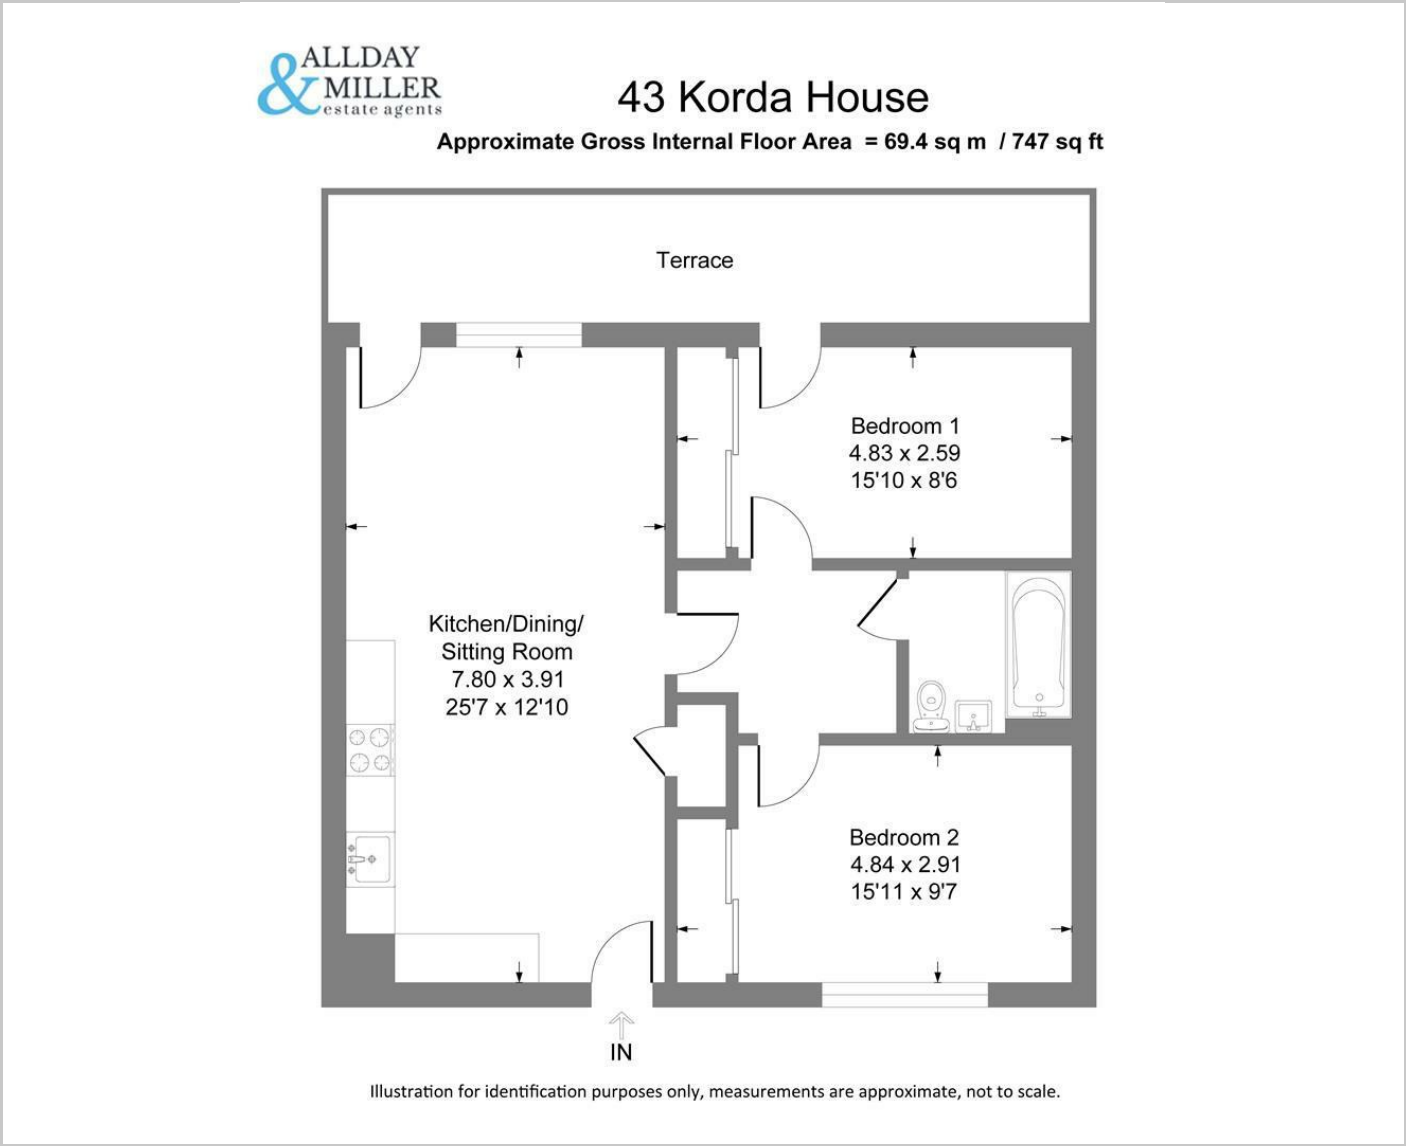 ALLDAY
& MILLER
estate agents
43 Korda House
Approximate Gross Internal Floor Area = 69.4 sq m / 747 sq ft
Terrace
Bedroom 1
4.83 x 2.59
15'10 x 8'6
Kitchen/Dining/
Sitting Room
7.80 x 3.91
25'7 x 12'10
Bedroom 2
4.84 x 2.91
15'11 x 9'7
IN
Illustration for identification purposes only, measurements are approximate, not to scale.